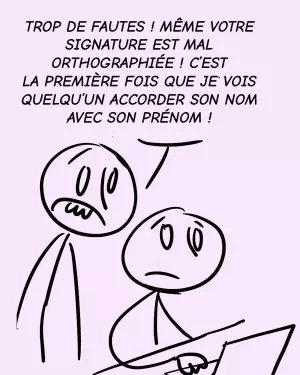 TROP DE FAUTES ! MÊME VOTRE
SIGNATURE EST MAL
ORTHOGRAPHIÉE ! C'EST
LA PREMIÈRE FOIS QUE JE VOIS
QUELQU'UN ACCORDER SON NOM
AVEC SON PRÉNOM !